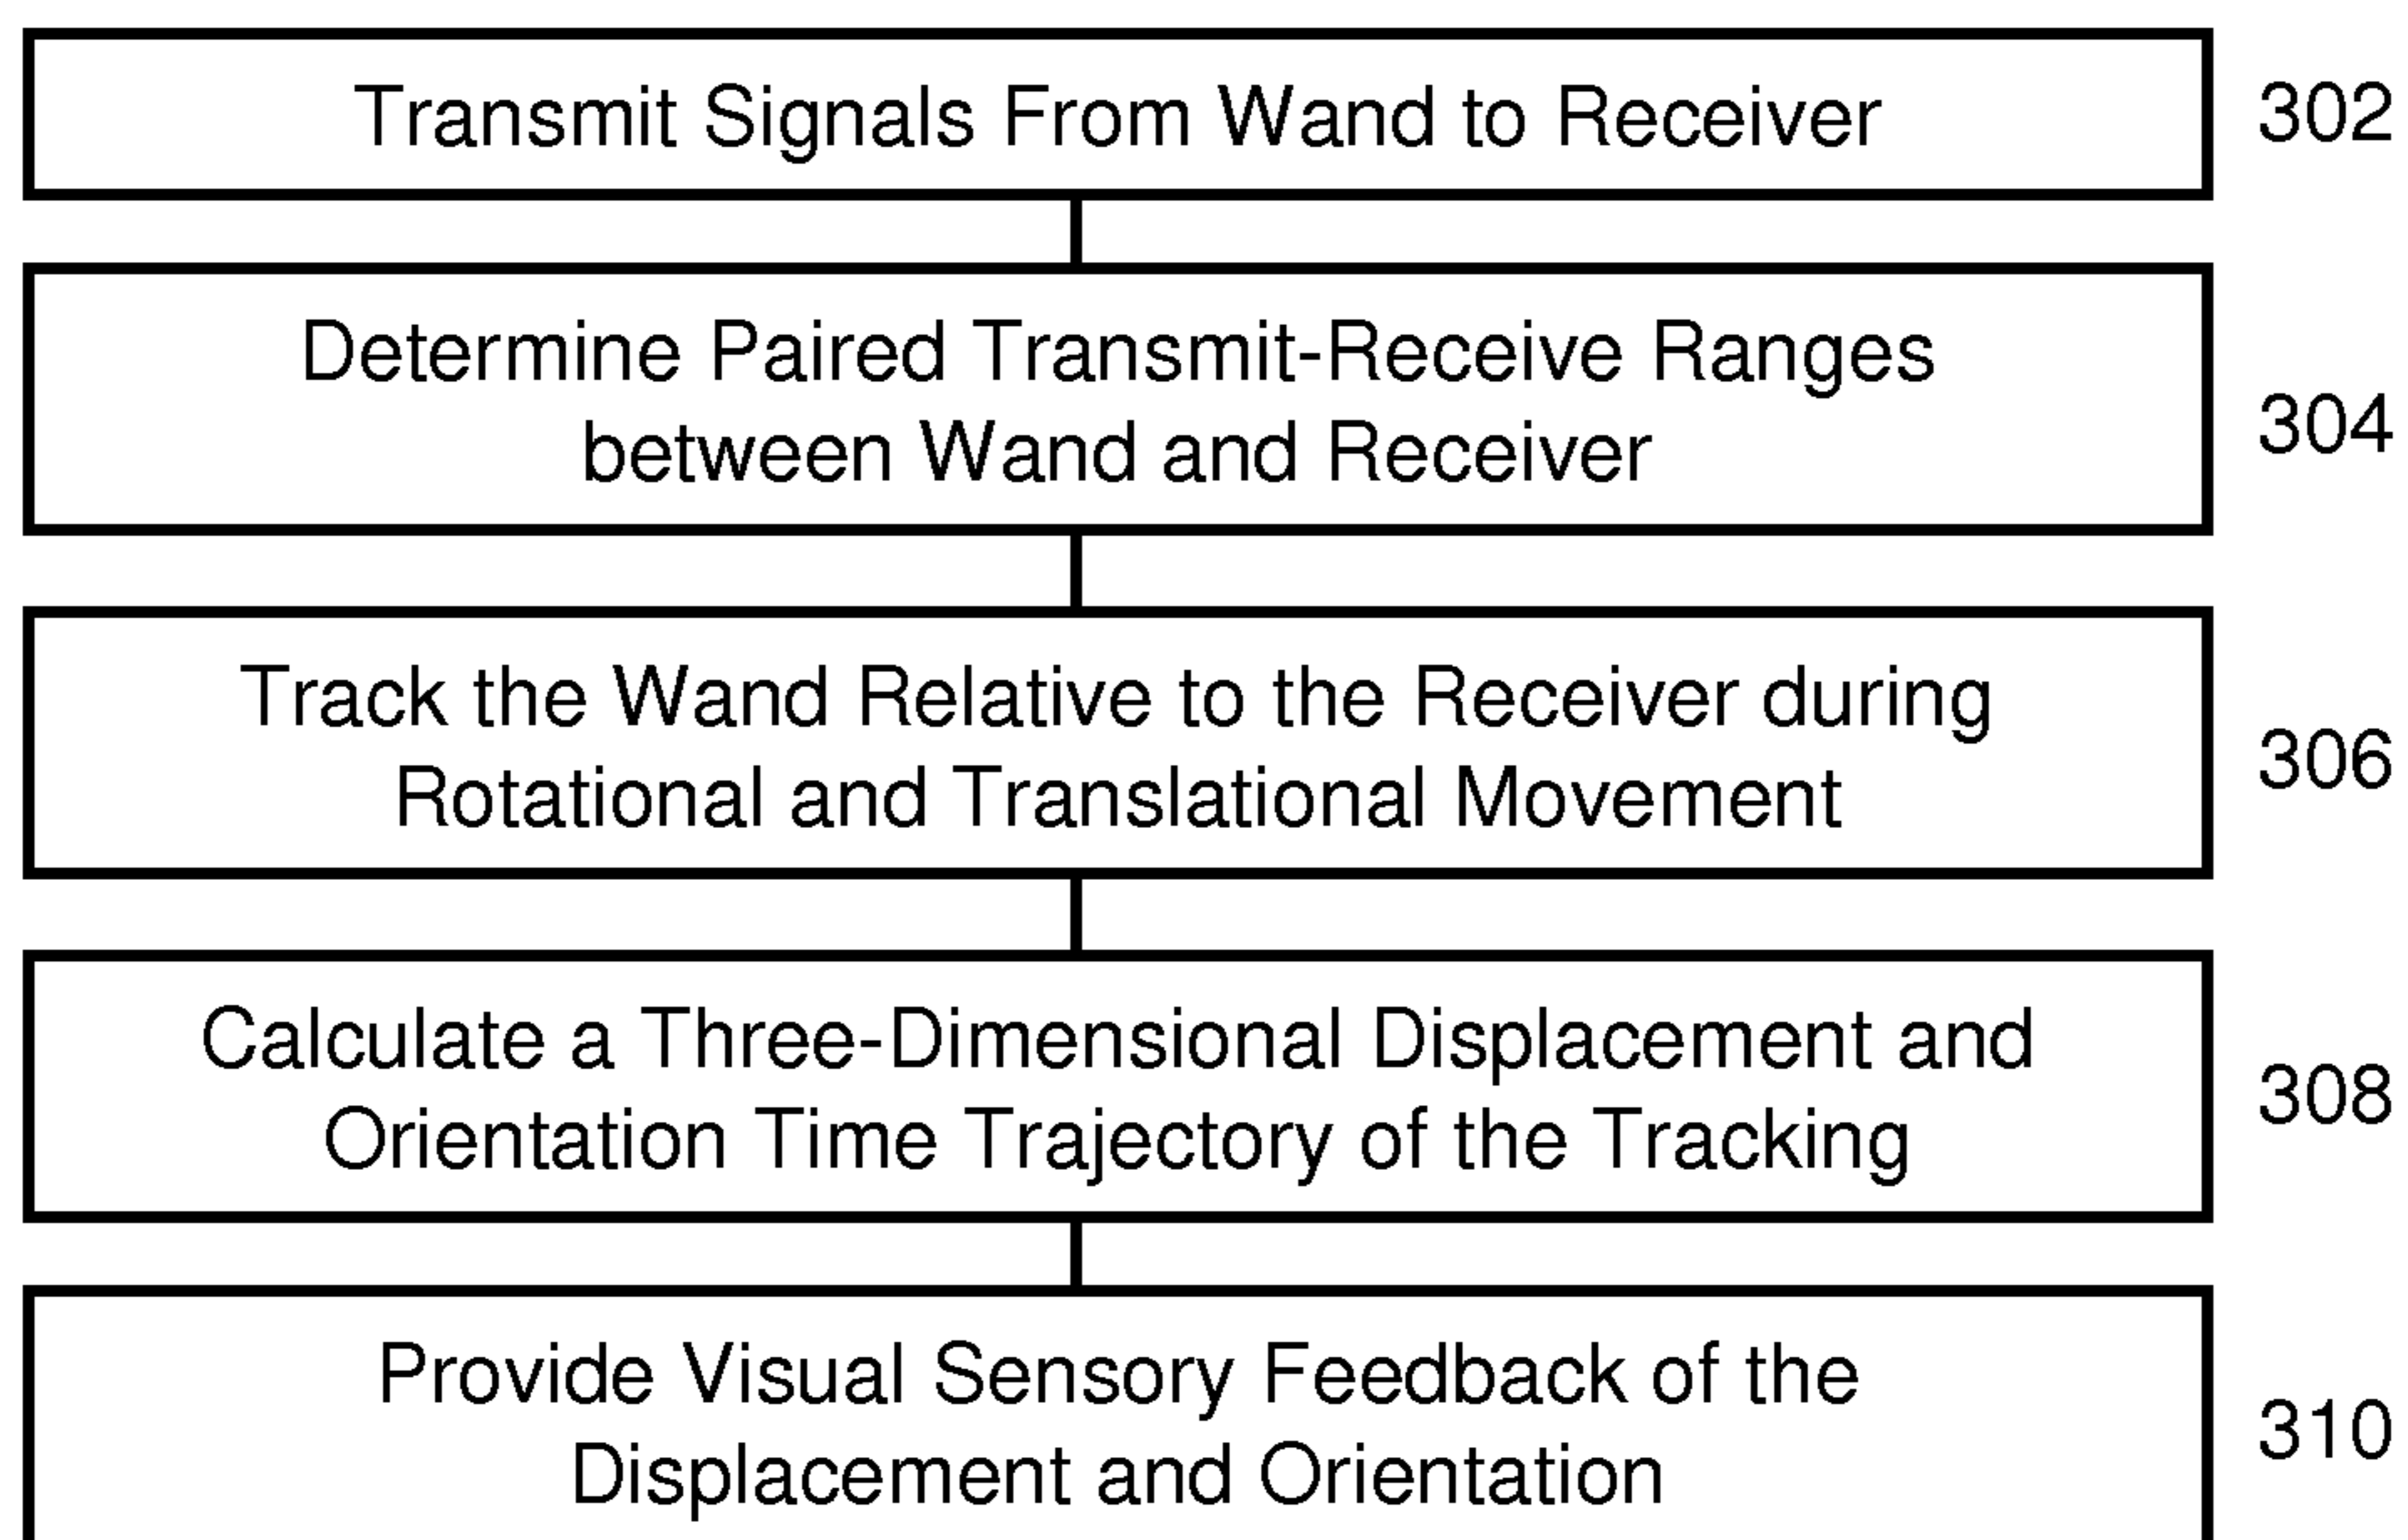 Transmit Signals From Wand to Receiver
302
Determine Paired Transmit-Receive Ranges
between Wand and Receiver
304
Track the Wand Relative to the Receiver during
Rotational and Translational Movement
306
Calculate a Three-Dimensional Displacement and
Orientation Time Trajectory of the Tracking
308
Provide Visual Sensory Feedback of the
Displacement and Orientation
310